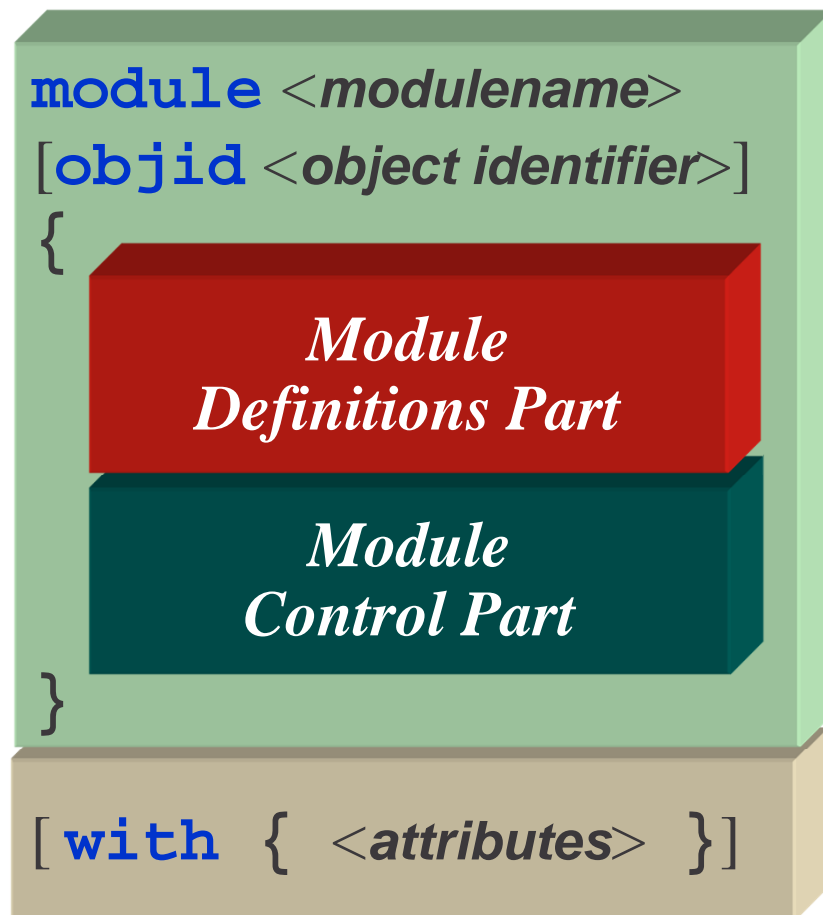 module <modulename>
[objid <object identifier>]
{
Module
Definitions Part
Module
Control Part
}
[ with { <attributes> }]